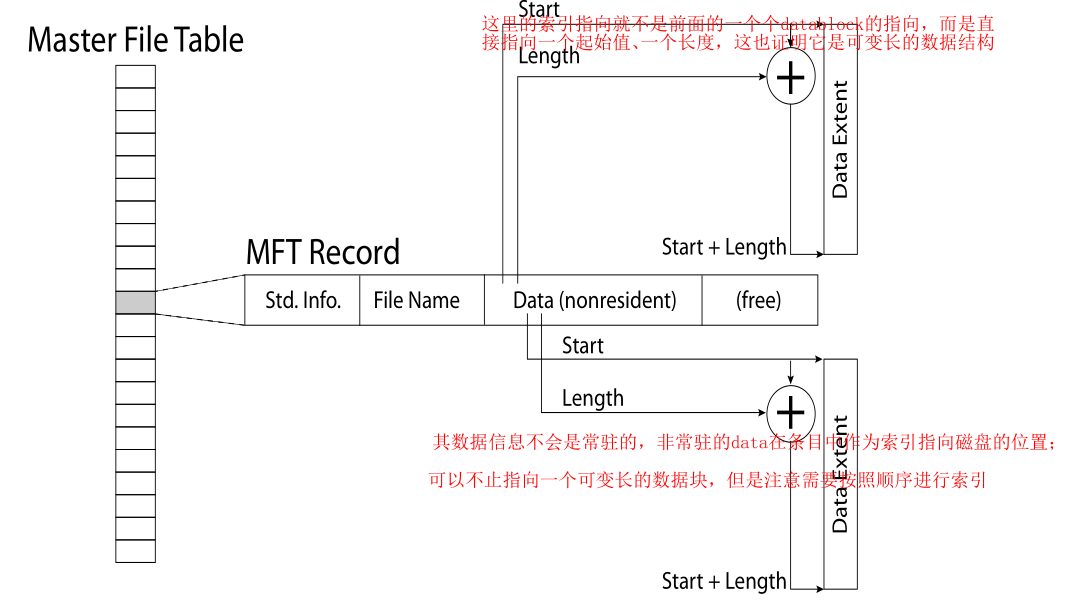 Start
这里的索引指向就不是前面的一个个datablock的指向，而是直
接指向一个起始值、一个长度，这也证明它是可变长的数据结构
Master File Table
Length
Data Extent
Start + Length
MFT Record
Std. Info.
File Name
Data (nonresident)
(free)
Start
Length
其数据信息不会是常驻的，非常驻的data在条目中作为索引指向磁盘的位置；
Data Extent
可以不止指向一个可变长的数据块，但是注意需要按照顺序进行索引
Start + Length